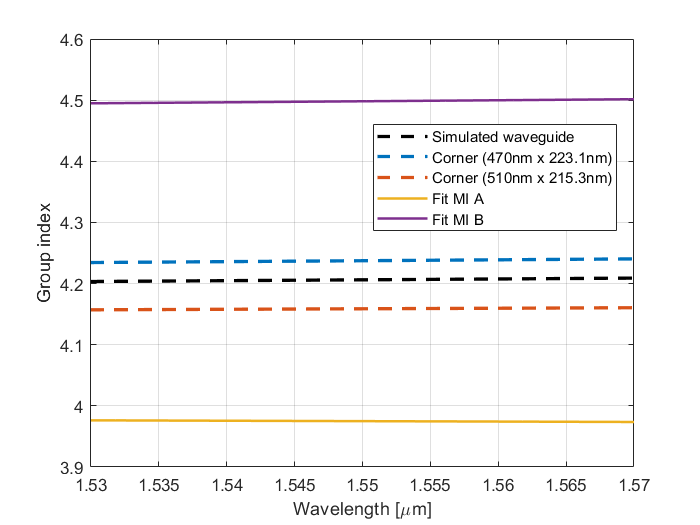 4.6
4.5
4.4
4.3
4.2
4.1
4
3.9
Group index
Simulated waveguide
Corner (470nm x 223.1nm)
Corner (510nm x 215.3nm)
Fit MI A
Fit MI B
1.53 1.535 1.54 1.545 1.55 1.555 1.56 1.565 1.57
Wavelength [μm]